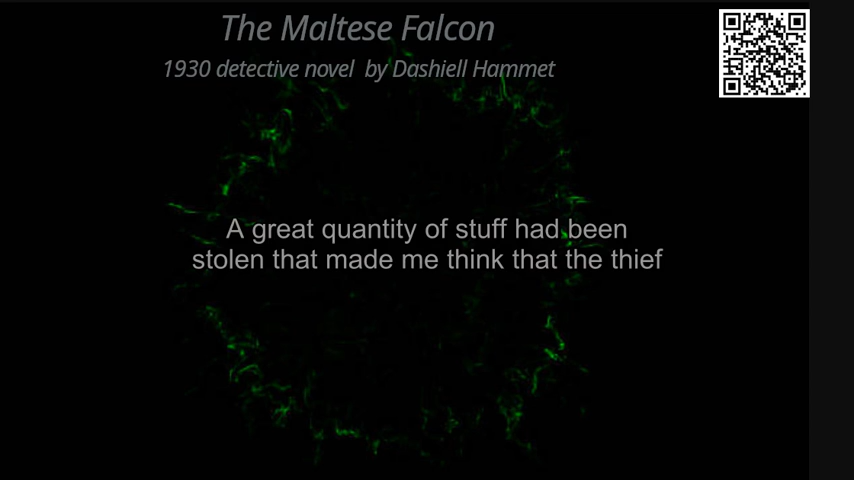 The Maltese Falcon
1930 detective novel by Dashiell Hammet
A great quantity of stuff had been
stolen that made me think that the thief